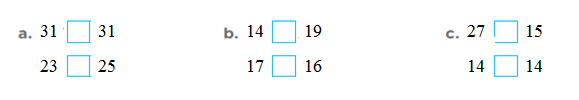 a. 31 □ 31 b. 14 □ 19 c. 27 □ 15
23 □ 25 17 □ 16 14 □ 14